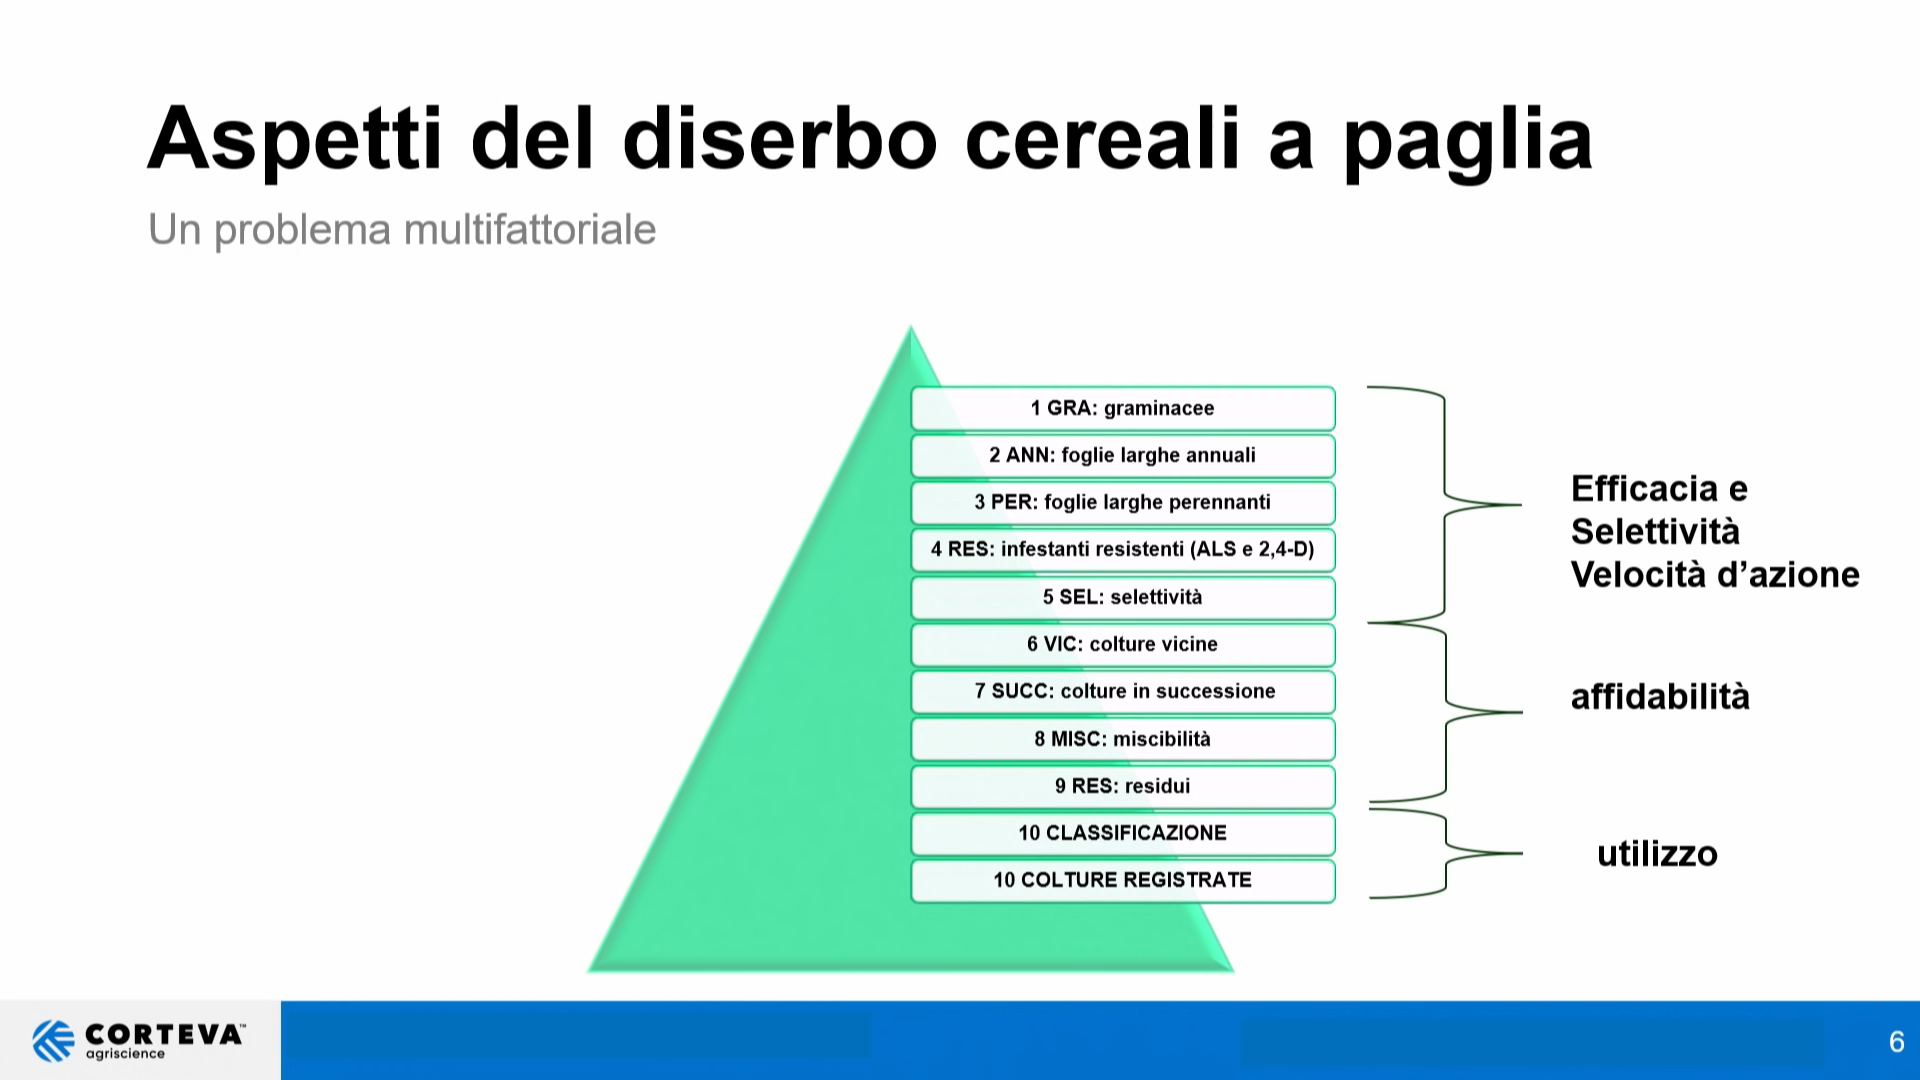 Aspetti del diserbo cereali a paglia
Un problema multifattoriale
1 GRA: graminacee
2 ANN: foglie larghe annuali
3 PER: foglie larghe perennanti
4 RES: infestanti resistenti (ALS e 2,4-D)
5 SEL: selettività
6 VIC: colture vicine
7 SUCC: colture in successione
8 MISC: miscibilità
9 RES: residui
10 CLASSIFICAZIONE
10 COLTURE REGISTRATE
Efficacia e
Selettività
Velocità d’azione
affidabilità
utilizzo
CORTEVA™
agriscience
6